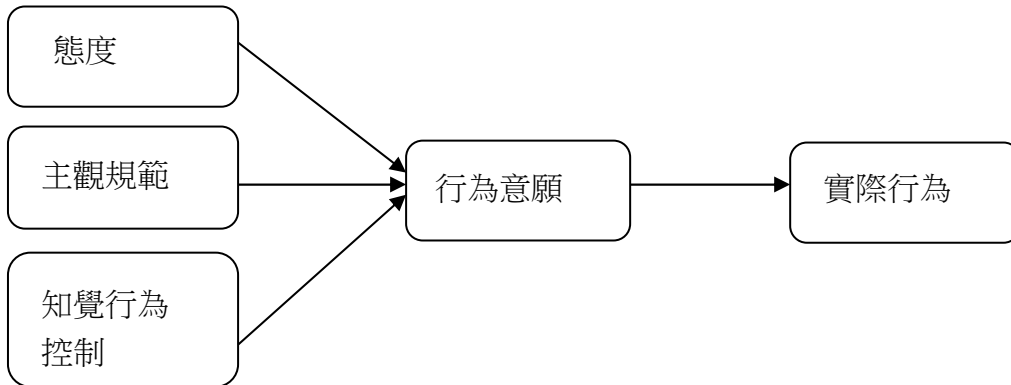 態度
主觀規範
行為意願
實際行為
知覺行為
控制